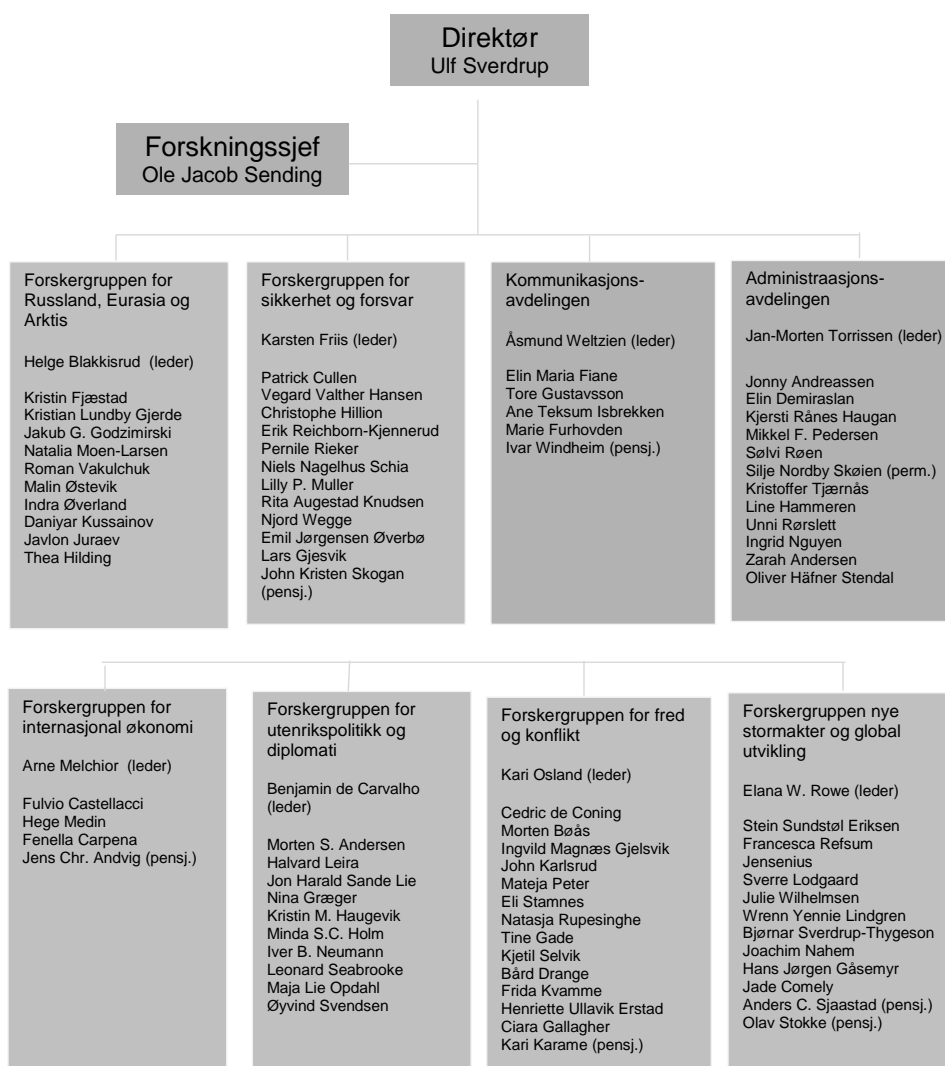 Direktør
Ulf Sverdrup
Forskningssjef
Ole Jacob Sending
Forskergruppen for
Russland, Eurasia og
Arktis
Helge Blakkisrud (leder)
Kristin Fjæstad
Kristian Lundby Gjerde
Jakub G. Godzimirski
Natalia Moen-Larsen
Roman Vakulchuk
Malin Østevik
Indra Øverland
Daniyar Kussainov
Javlon Juraev
Thea Hilding
Forskergruppen for
sikkerhet og forsvar
Karsten Friis (leder)
Patrick Cullen
Vegard Valther Hansen
Christophe Hillion
Erik Reichborn-Kjennerud
Pernile Rieker
Niels Nagelhus Schia
Lilly P. Muller
Rita Augestad Knudsen
Njord Wegge
Emil Jørgensen Øverbø
Lars Gjesvik
John Kristen Skogan
(pensj.)
Kommunikasjons-
avdelingen
Åsmund Weltzien (leder)
Elin Maria Fiane
Tore Gustavsson
Ane Teksum Isbrekken
Marie Furhovden
Ivar Windheim (pensj.)
Administraasjons-
avdelingen
Jan-Morten Torrissen (leder)
Jonny Andreassen
Elin Demiraslan
Kjersti Rånes Haugan
Mikkel F. Pedersen
Sølvi Røen
Silje Nordby Skøien (perm.)
Kristoffer Tjærnås
Line Hammeren
Unni Rørslett
Ingrid Nguyen
Zarah Andersen
Oliver Häfner Stendal
Forskergruppen for
internasjonal økonomi
Arne Melchior (leder)
Fulvio Castellacci
Hege Medin
Fenella Carpena
Jens Chr. Andvig (pensj.)
Forskergruppen for
utenrikspolitikk og
diplomati
Benjamin de Carvalho
(leder)
Morten S. Andersen
Halvard Leira
Jon Harald Sande Lie
Nina Græger
Kristin M. Haugevik
Minda S.C. Holm
Iver B. Neumann
Leonard Seabrooke
Maja Lie Opdahl
Øyvind Svendsen
Forskergruppen for fred
og konflikt
Kari Osland (leder)
Cedric de Coning
Morten Bøås
Ingvild Magnæs Gjelsvik
John Karlsrud
Mateja Peter
Eli Stamnes
Natasja Rupesinghe
Tine Gade
Kjetil Selvik
Bård Drange
Frida Kvamme
Henriette Ullavik Erstad
Ciara Gallagher
Kari Karame (pensj.)
Forskergruppen nye
stormakter og global
utvikling
Elana W. Rowe (leder)
Stein Sundstøl Eriksen
Francesca Refsum
Jensenius
Sverre Lodgaard
Julie Wilhelmsen
Wrenn Yennie Lindgren
Bjørnar Sverdrup-Thygeson
Joachim Nahem
Hans Jørgen Gåsemyr
Jade Comely
Anders C. Sjaastad (pensj.)
Olav Stokke (pensj.)